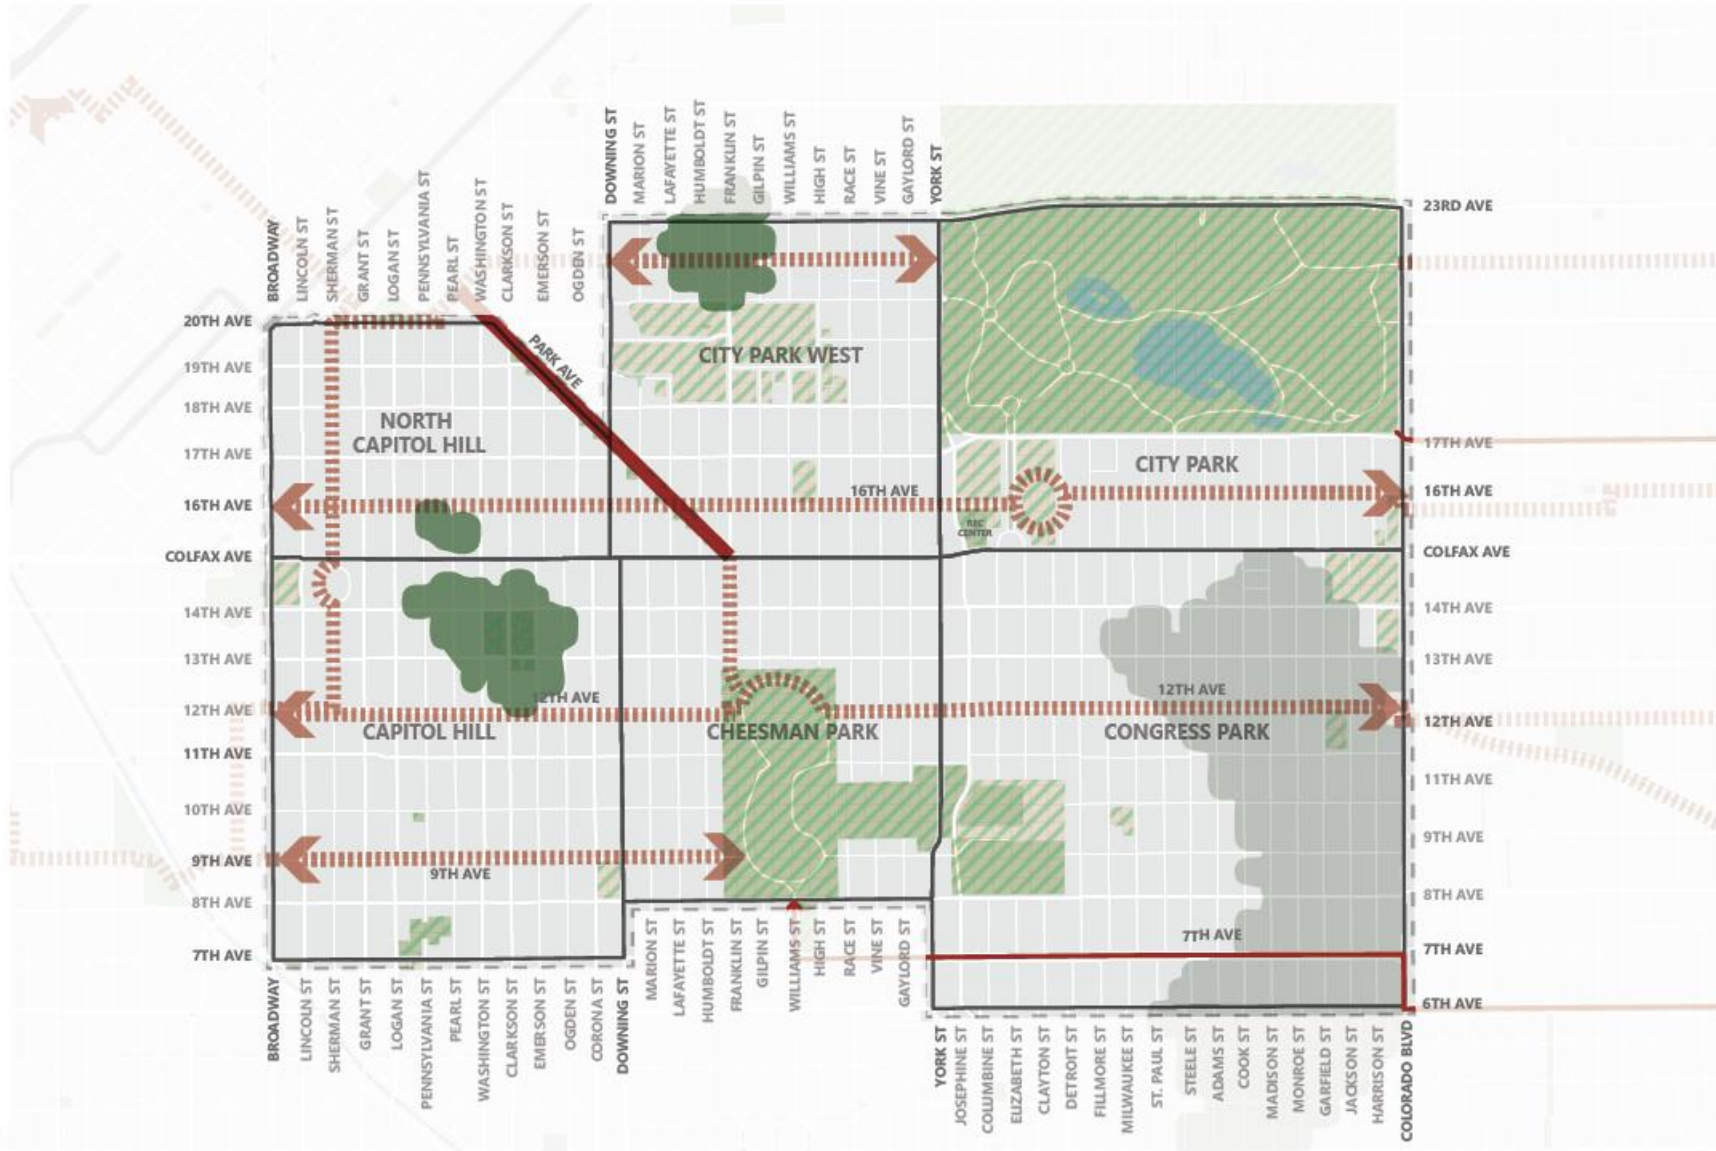 DOWNING ST
MARION ST
LAFAYETTE ST
HUMBOLDT ST
FRANKLIN ST
GILPIN ST
WILLIAMS ST
HIGH ST
RACE ST
VINE ST
GAYLORD ST
YORK ST
BROADWAY
LINCOLN ST
SHERMAN ST
GRANT ST
LOGAN ST
PENNSYLVANIA ST
PEARL ST
WASHINGTON ST
CLARKSON ST
EMERSON ST
OGDEN ST
23RD AVE
20TH AVE
19TH AVE
18TH AVE
17TH AVE
16TH AVE
COLFAX AVE
14TH AVE
13TH AVE
12TH AVE
11TH AVE
10TH AVE
9TH AVE
8TH AVE
7TH AVE
PARK AVE
CITY PARK WEST
NORTH
CAPITOL HILL
CITY PARK
16TH AVE
REC
CENTER
12TH AVE
CAPITOL HILL
CHEESMAN PARK
12TH AVE
CONGRESS PARK
9TH AVE
7TH AVE
17TH AVE
16TH AVE
COLFAX AVE
14TH AVE
13TH AVE
12TH AVE
11TH AVE
9TH AVE
8TH AVE
7TH AVE
6TH AVE
BROADWAY
LINCOLN ST
SHERMAN ST
GRANT ST
LOGAN ST
PENNSYLVANIA ST
PEARL ST
WASHINGTON ST
CLARKSON ST
EMERSON ST
OGDEN ST
CORONA ST
DOWNING ST
MARION ST
LAFAYETTE ST
HUMBOLDT ST
FRANKLIN ST
GILPIN ST
WILLIAMS ST
HIGH ST
RACE ST
VINE ST
GAYLORD ST
YORK ST
JOSEPHINE ST
COLUMBINE ST
ELIZABETH ST
CLAYTON ST
DETROIT ST
FILLMORE ST
MILWAUKEE ST
ST. PAUL ST
STEELE ST
ADAMS ST
COOK ST
MADISON ST
MONROE ST
GARFIELD ST
JACKSON ST
HARRISON ST
COLORADO BLVD